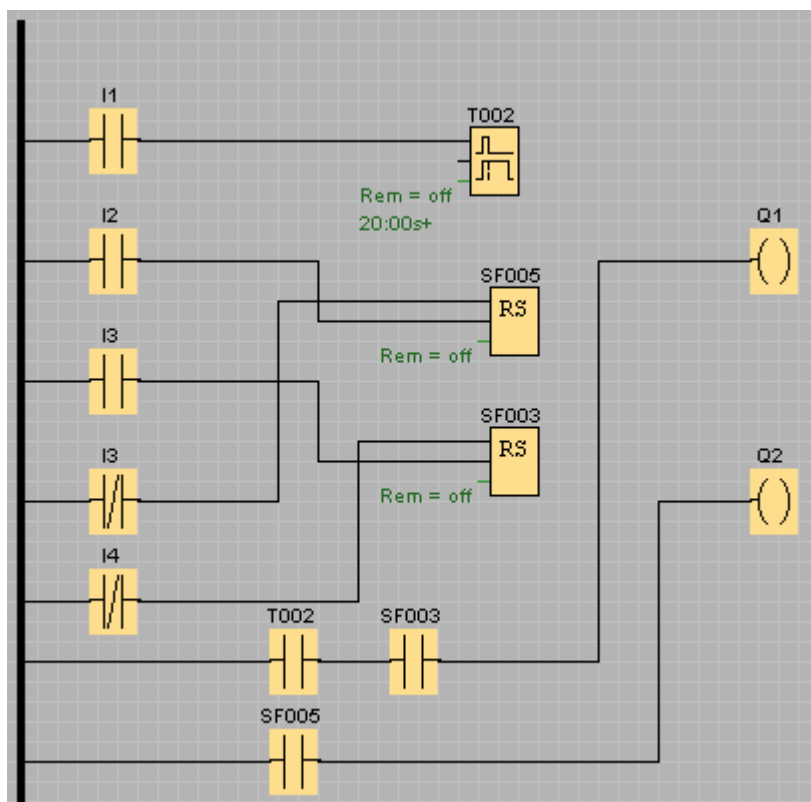 I1
T002
Rem = off
20:00s+
I2
Q1
SF005
RS
Rem = off
I3
SF003
RS
Rem = off
I3
Q2
I4
T002
SF003
SF005